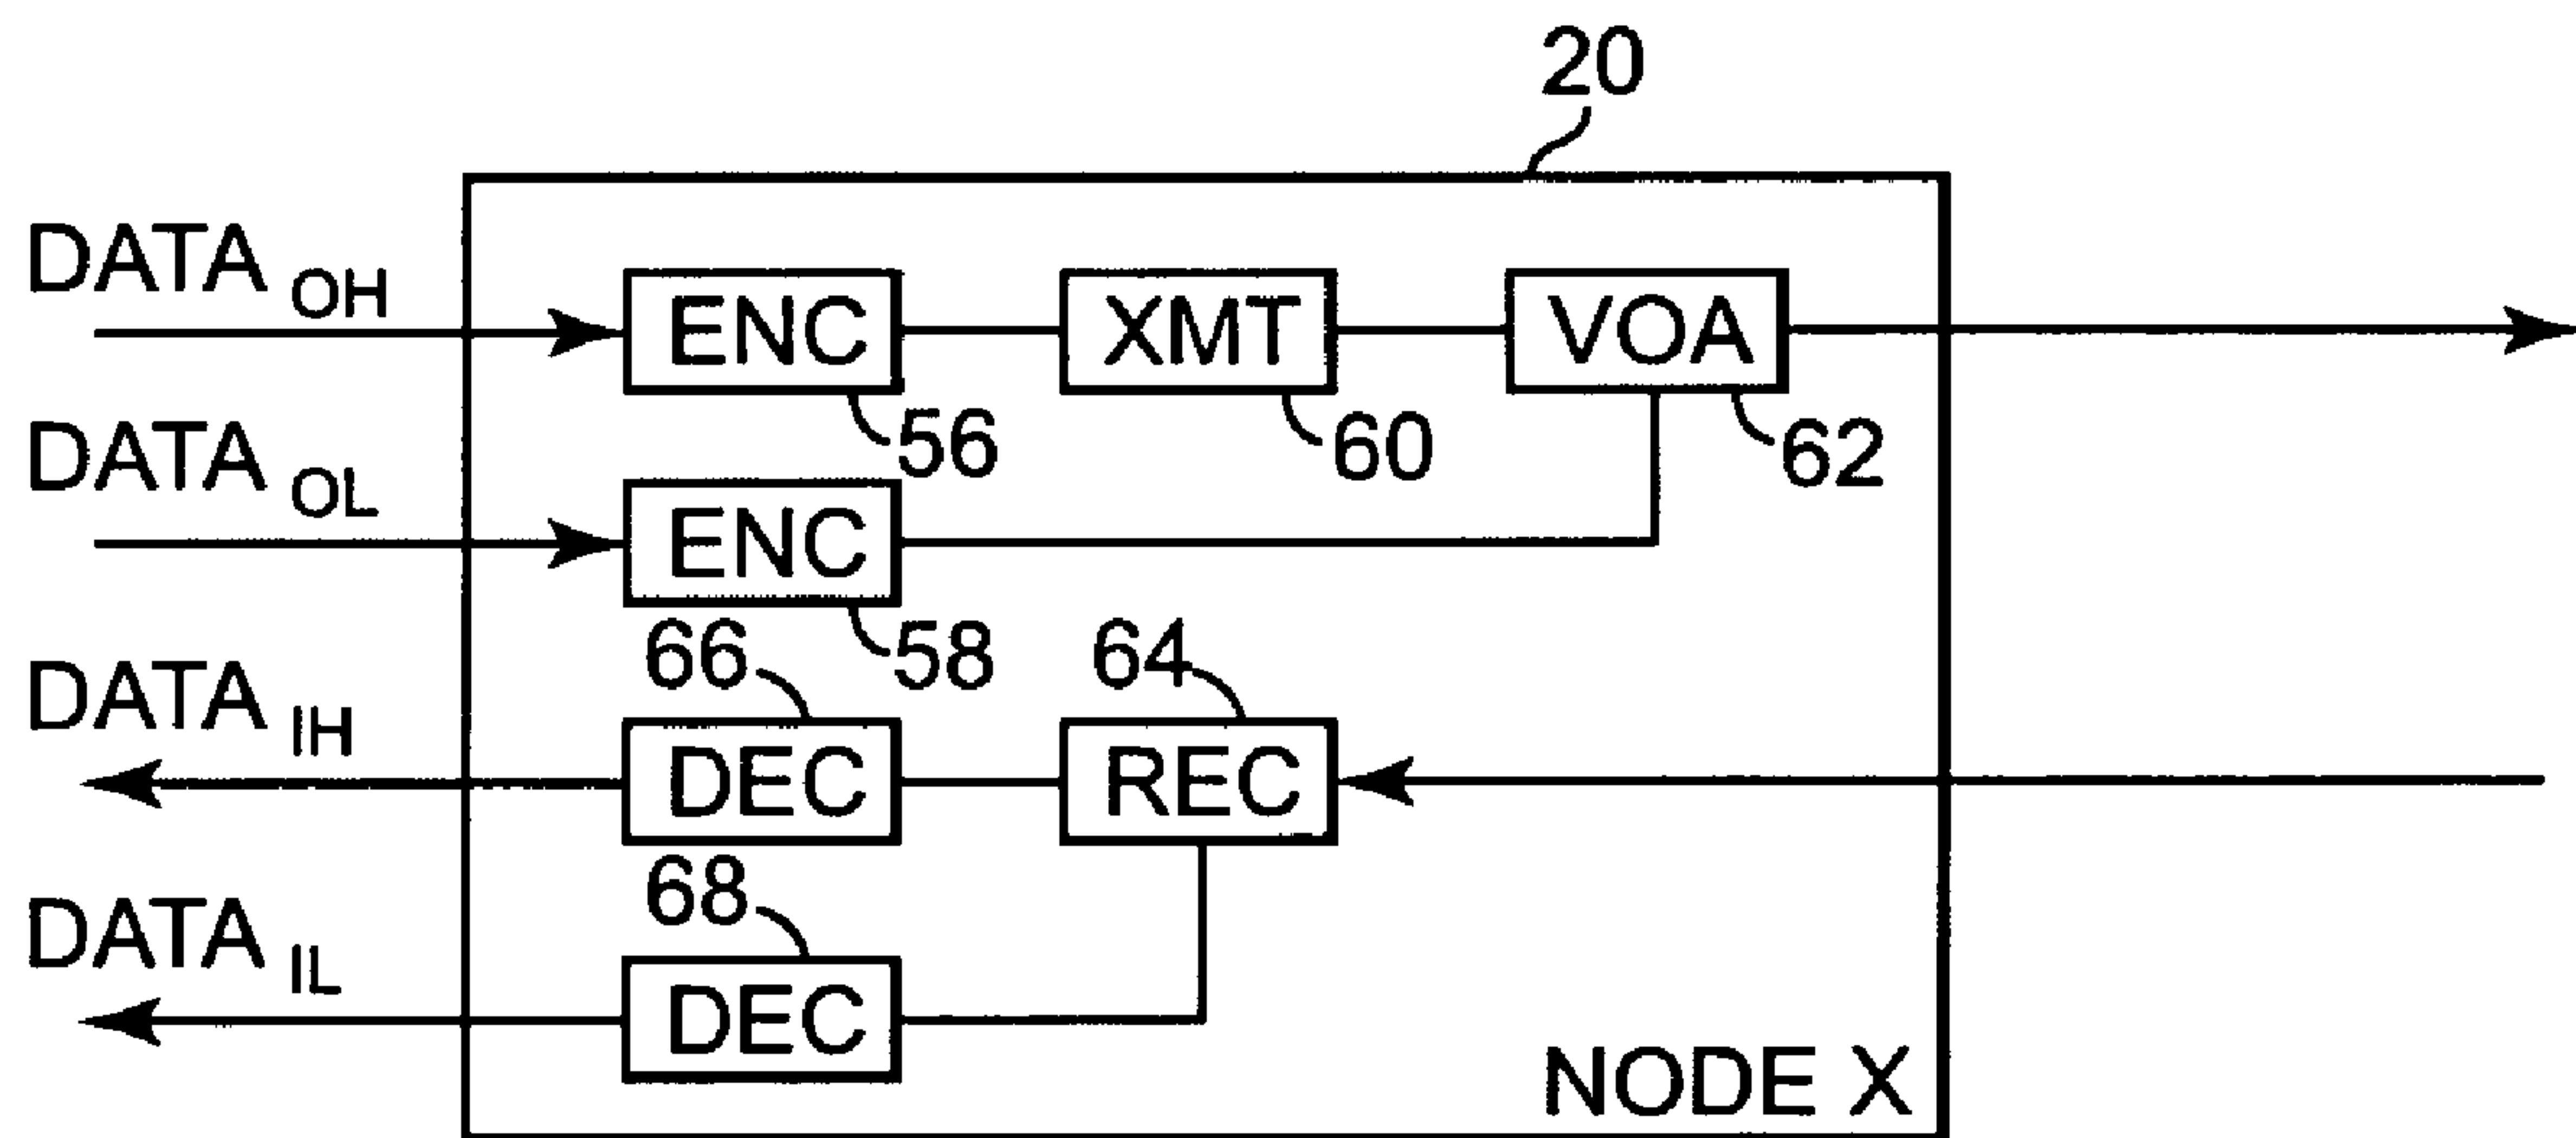 20
DATA OH
ENC
XMT
VOA
56
60
62
DATA OL
ENC
58
66
64
DATA IH
DEC
REC
68
DATA IL
DEC
NODE X